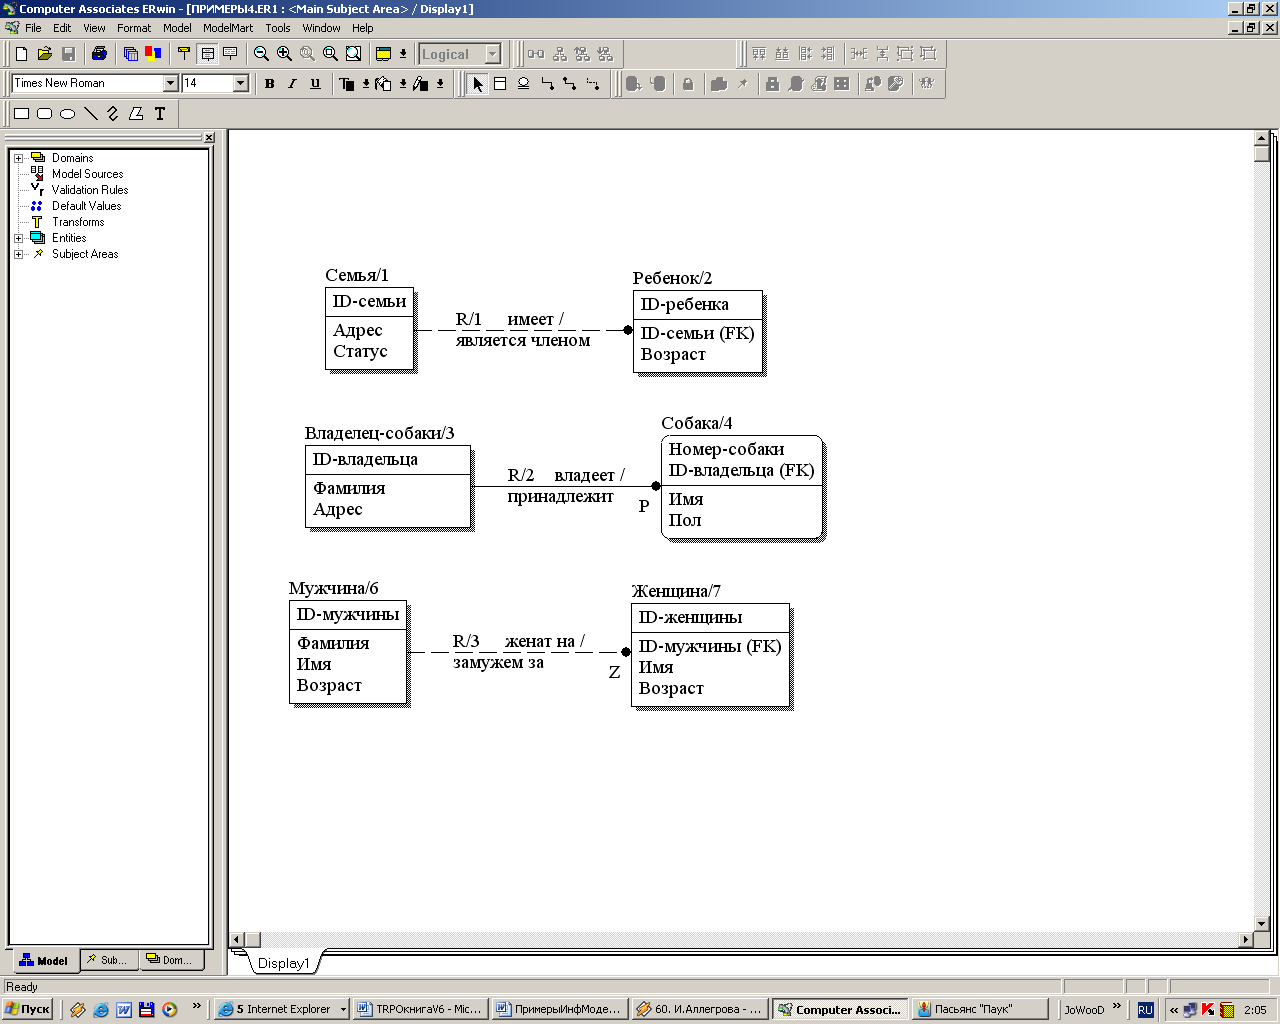 Computer Associates ERwin - [ПРИМЕРЫ4.ER1 : <Main Subject Area> / Display1]
File Edit View Format Model ModelMart Tools Window Help
Logical
Times New Roman 14 B I U
T
Domains
Model Sources
Validation Rules
Default Values
Transforms
Entities
Subject Areas
Семья/1
ID-семьи
Адрес
Статус
R/1 имеет /
является членом
Ребенок/2
ID-ребенка
ID-семьи (FK)
Возраст
Владелец-собаки/3
ID-владельца
Фамилия
Адрес
R/2 владеет /
принадлежит
P
Собака/4
Номер-собаки
ID-владельца (FK)
Имя
Пол
Мужчина/6
ID-мужчины
Фамилия
Имя
Возраст
R/3 женат на /
замужем за
Z
Женщина/7
ID-женщины
ID-мужчины (FK)
Имя
Возраст
Model Sub... Dom...
Display1
Ready
Пуск » 5 Internet Explorer TRPOкнигаV6 - Mic... ПримерыИнфМоде... 60. И.Аллегрова - ... Computer Associ... Пасьянс "Паук" JoWooD » RU « 2:05